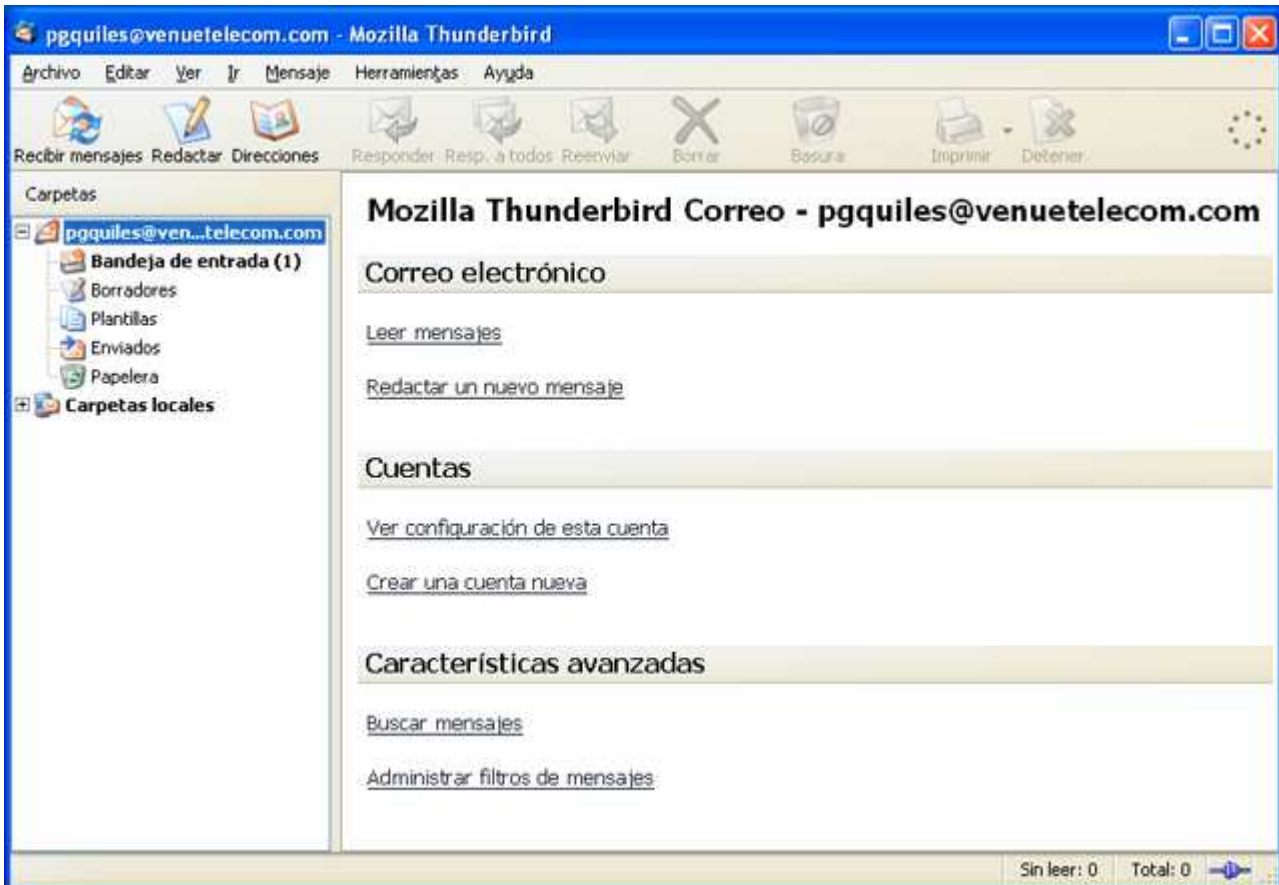 pgquiles@venuetelecom.com - Mozilla Thunderbird
Archivo Editar Ver Ir Mensaje Herramientas Ayuda
Recibir mensajes Redactar Direcciones Responder Resp. a todos Reenviar Borrar Basura Imprimir Detener
Carpetas
pgquiles@ven...telecom.com
Bandeja de entrada (1)
Borradores
Plantillas
Enviados
Papelera
Carpetas locales
Mozilla Thunderbird Correo - pgquiles@venuetelecom.com
Correo electrónico
Leer mensajes
Redactar un nuevo mensaje
Cuentas
Ver configuración de esta cuenta
Crear una cuenta nueva
Características avanzadas
Buscar mensajes
Administrar filtros de mensajes
Sin leer: 0 Total: 0